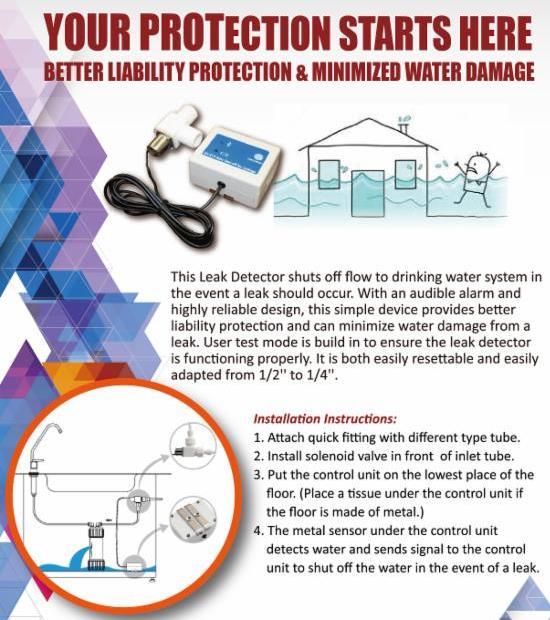 YOUR PROTECTION STARTS HERE
BETTER LIABILITY PROTECTION & MINIMIZED WATER DAMAGE
This Leak Detector shuts off flow to drinking water system in
the event a leak should occur. With an audible alarm and
highly reliable design, this simple device provides better
liability protection and can minimize water damage from a
leak. User test mode is build in to ensure the leak detector
is functioning properly. It is both easily resettable and easily
adapted from 1/2'' to 1/4''.
Installation Instructions:
1. Attach quick fitting with different type tube.
2. Install solenoid valve in front of inlet tube.
3. Put the control unit on the lowest place of the
floor. (Place a tissue under the control unit if
the floor is made of metal.)
4. The metal sensor under the control unit
detects water and sends signal to the control
unit to shut off the water in the event of a leak.